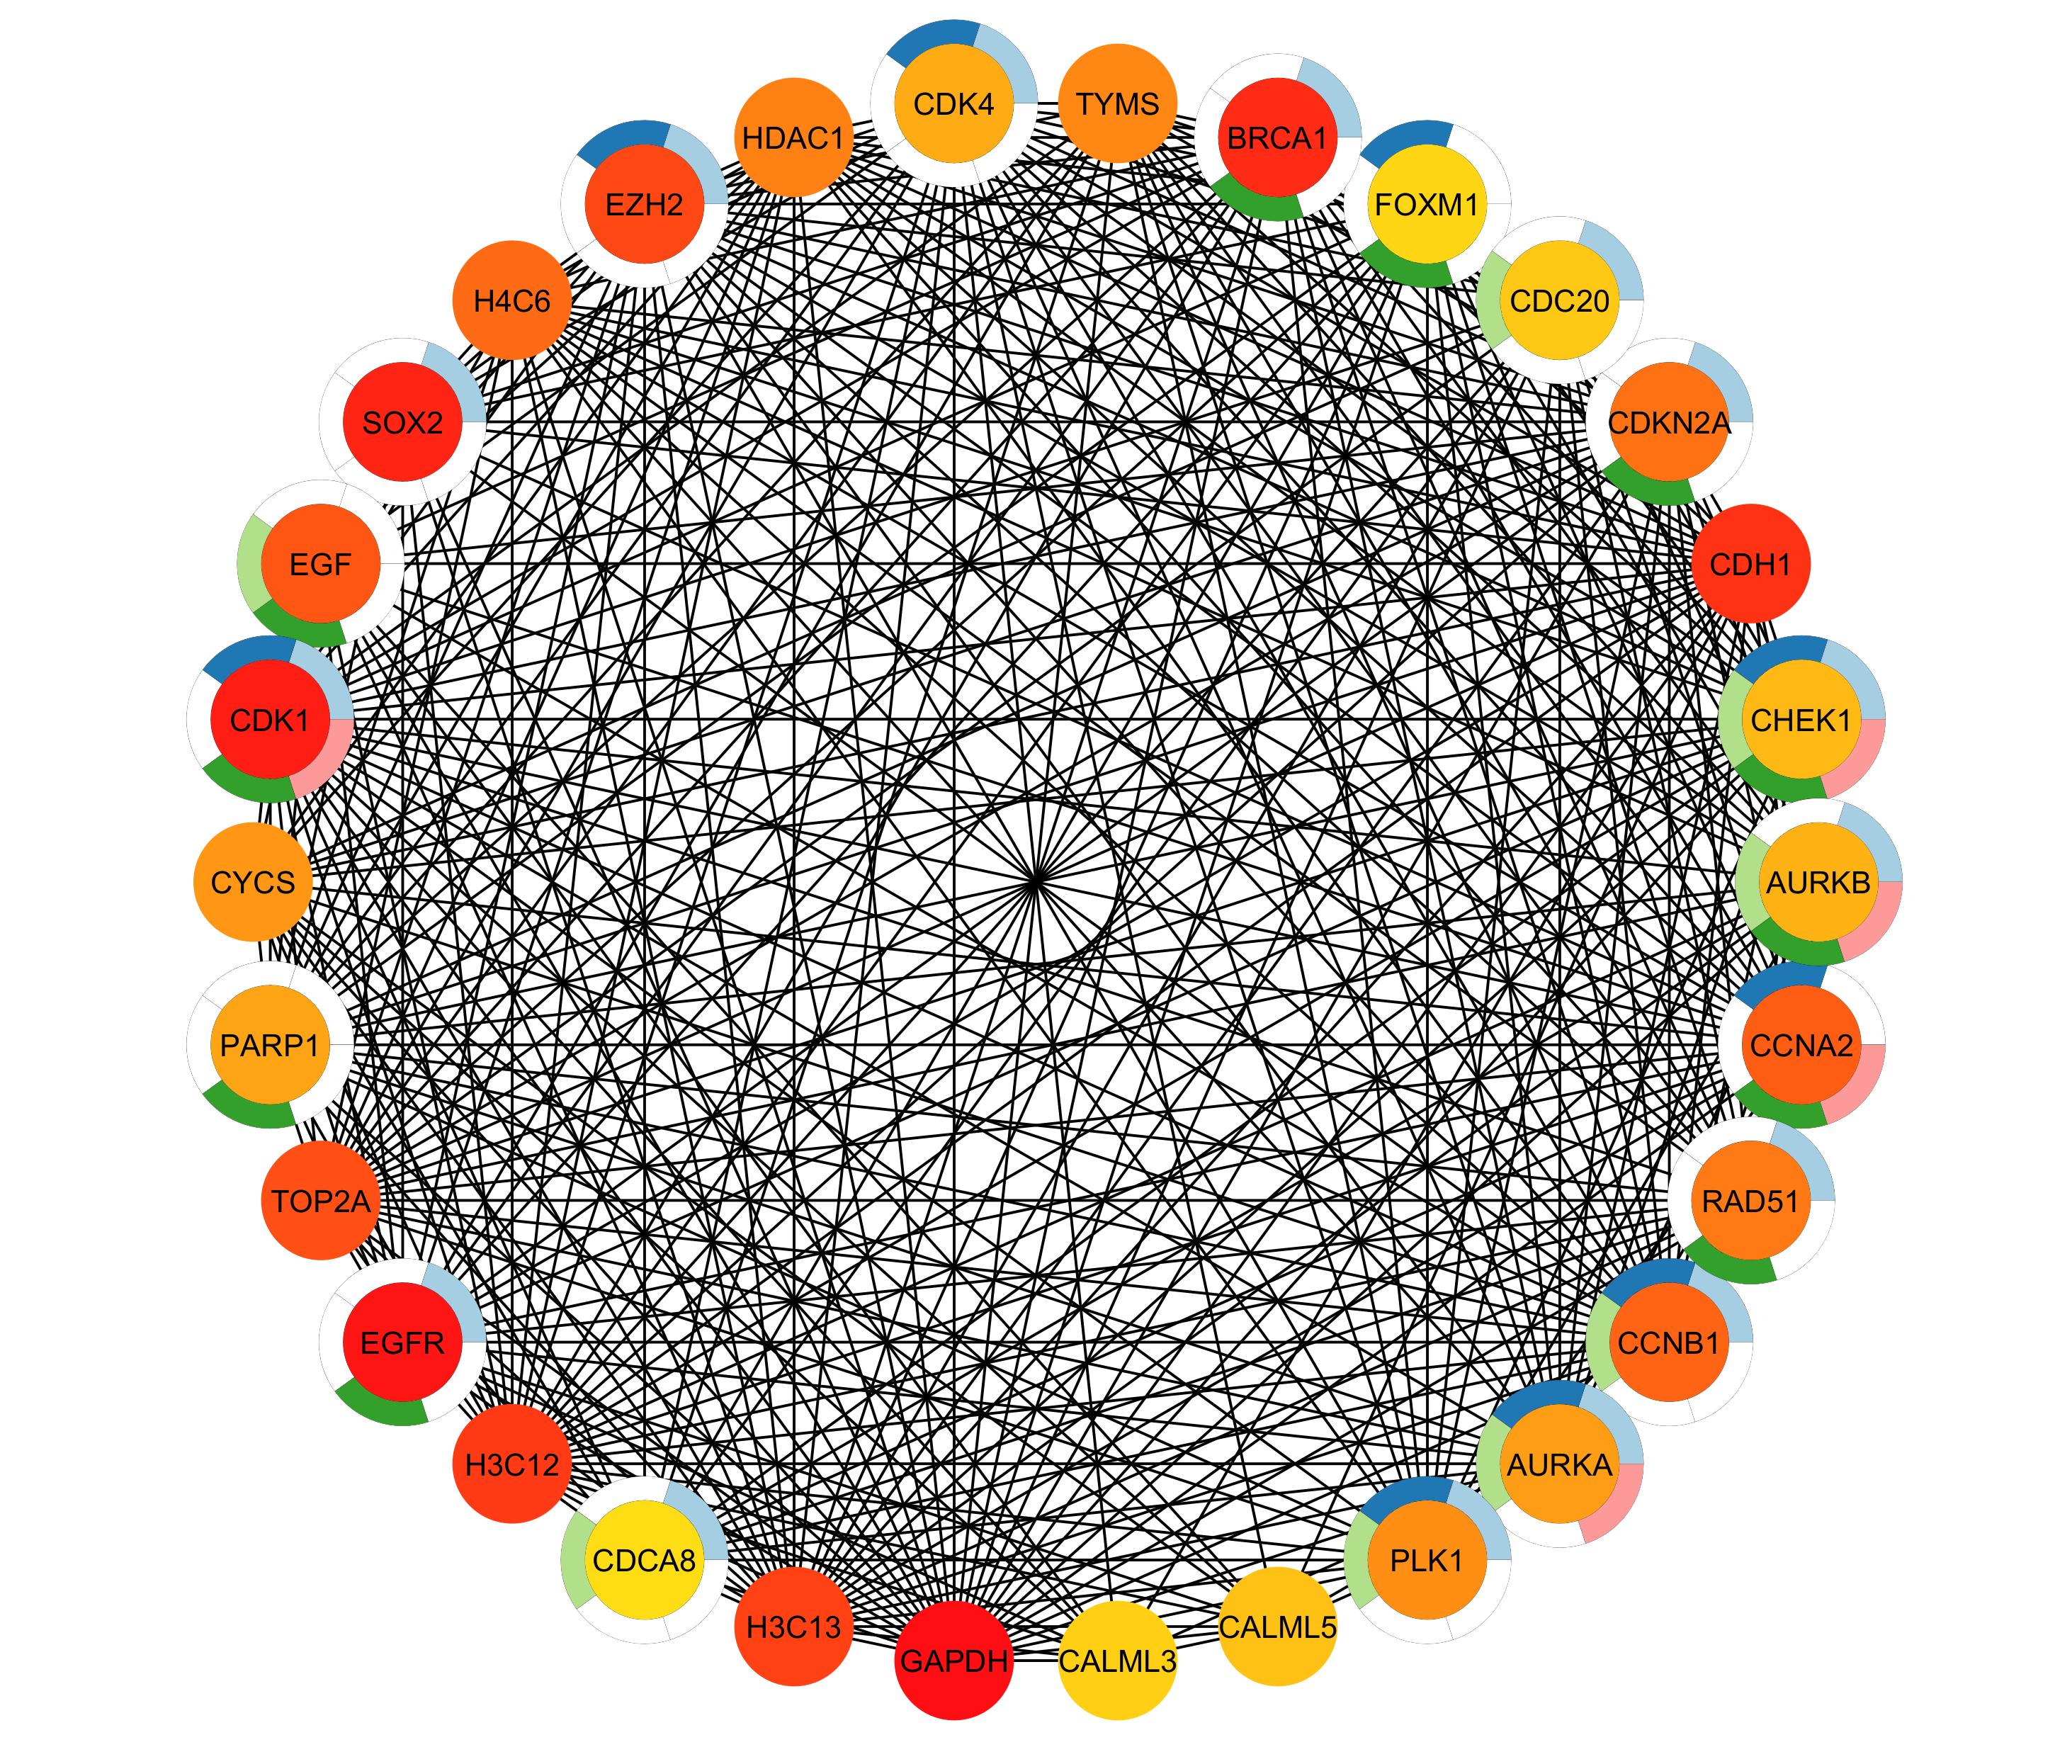 CDK4
TYMS
HDAC1
BRCA1
EZH2
FOXM1
H4C6
CDC20
SOX2
CDKN2A
EGF
CDH1
CDK1
CHEK1
CYCS
AURKB
PARP1
CCNA2
TOP2A
RAD51
EGFR
CCNB1
H3C12
AURKA
CDCA8
PLK1
H3C13
CALML5
GAPDH
CALML3